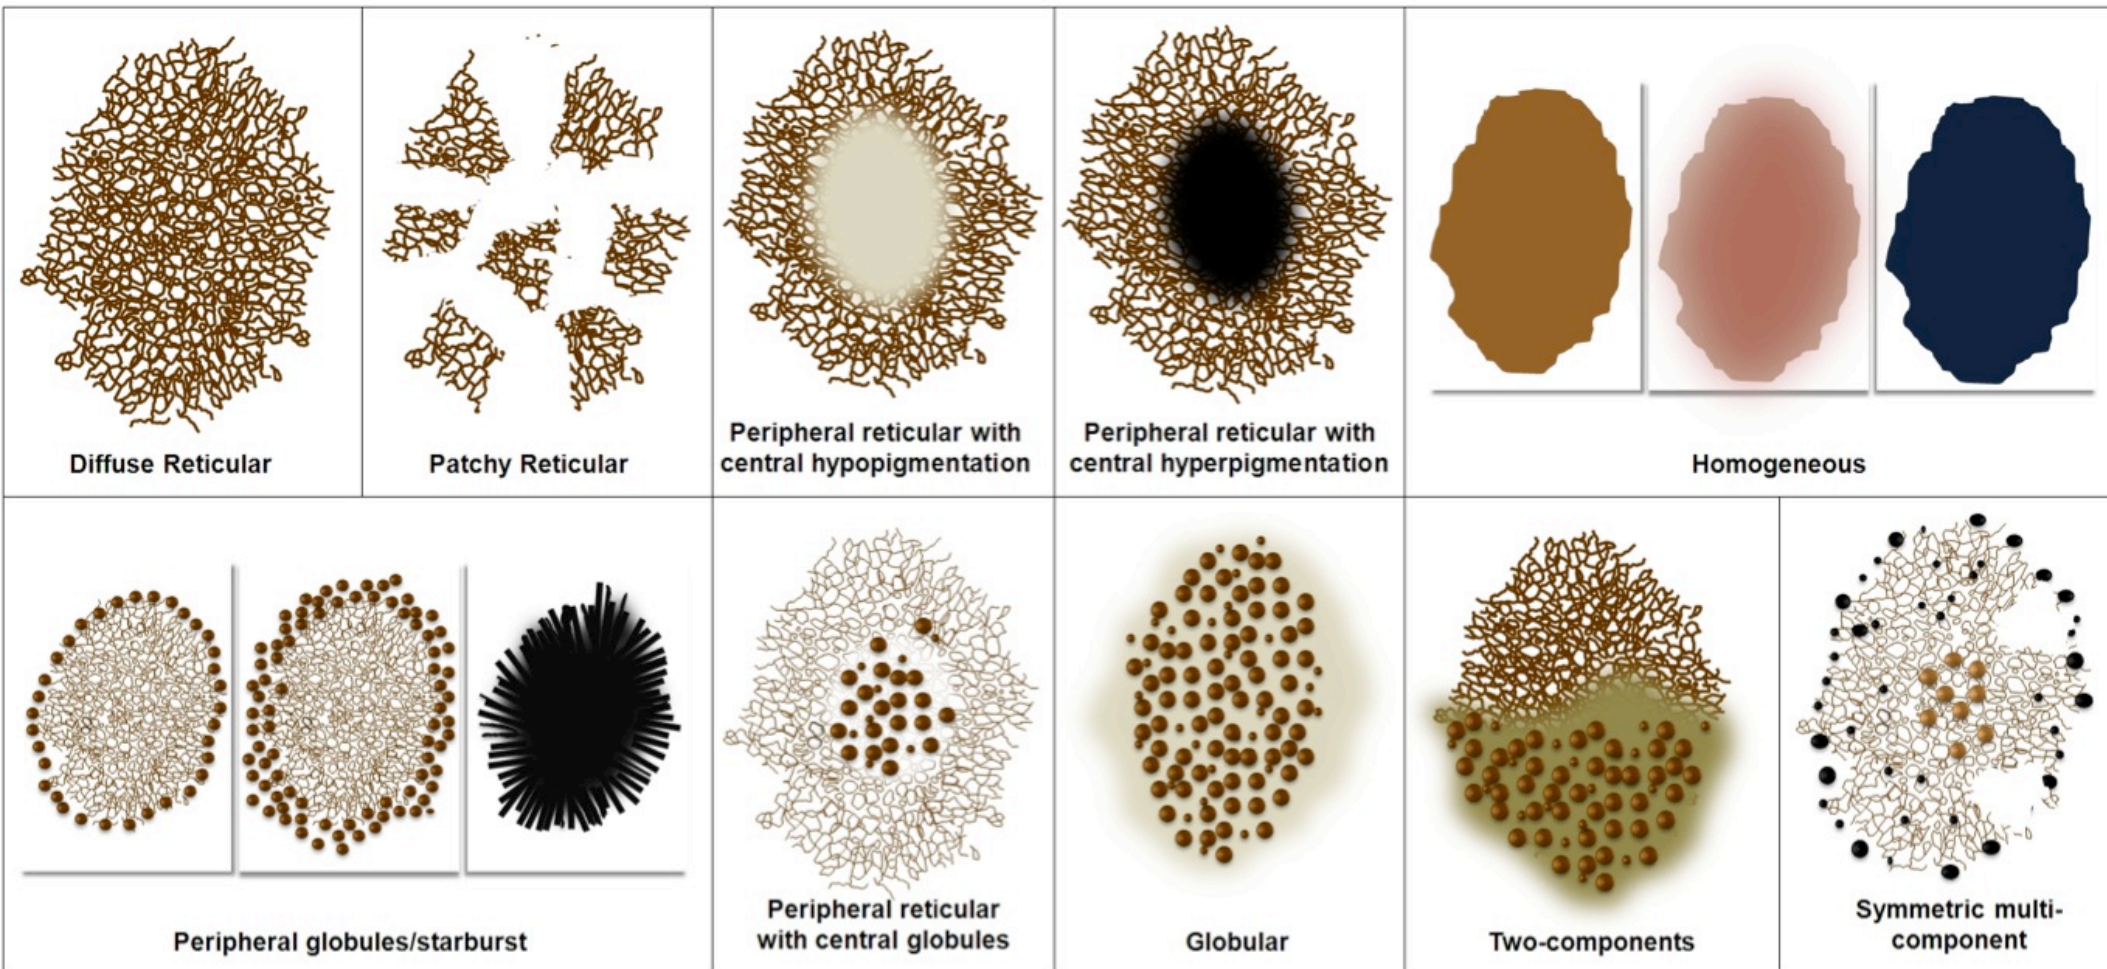 Diffuse Reticular
Patchy Reticular
Peripheral reticular with
central hypopigmentation
Peripheral reticular with
central hyperpigmentation
Homogeneous
Peripheral globules/starburst
Peripheral reticular
with central globules
Globular
Two-components
Symmetric multi-
component